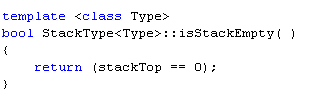 template <class Type>
bool StackType<Type>::isStackEmpty( )
{
    return (stackTop == 0);
}